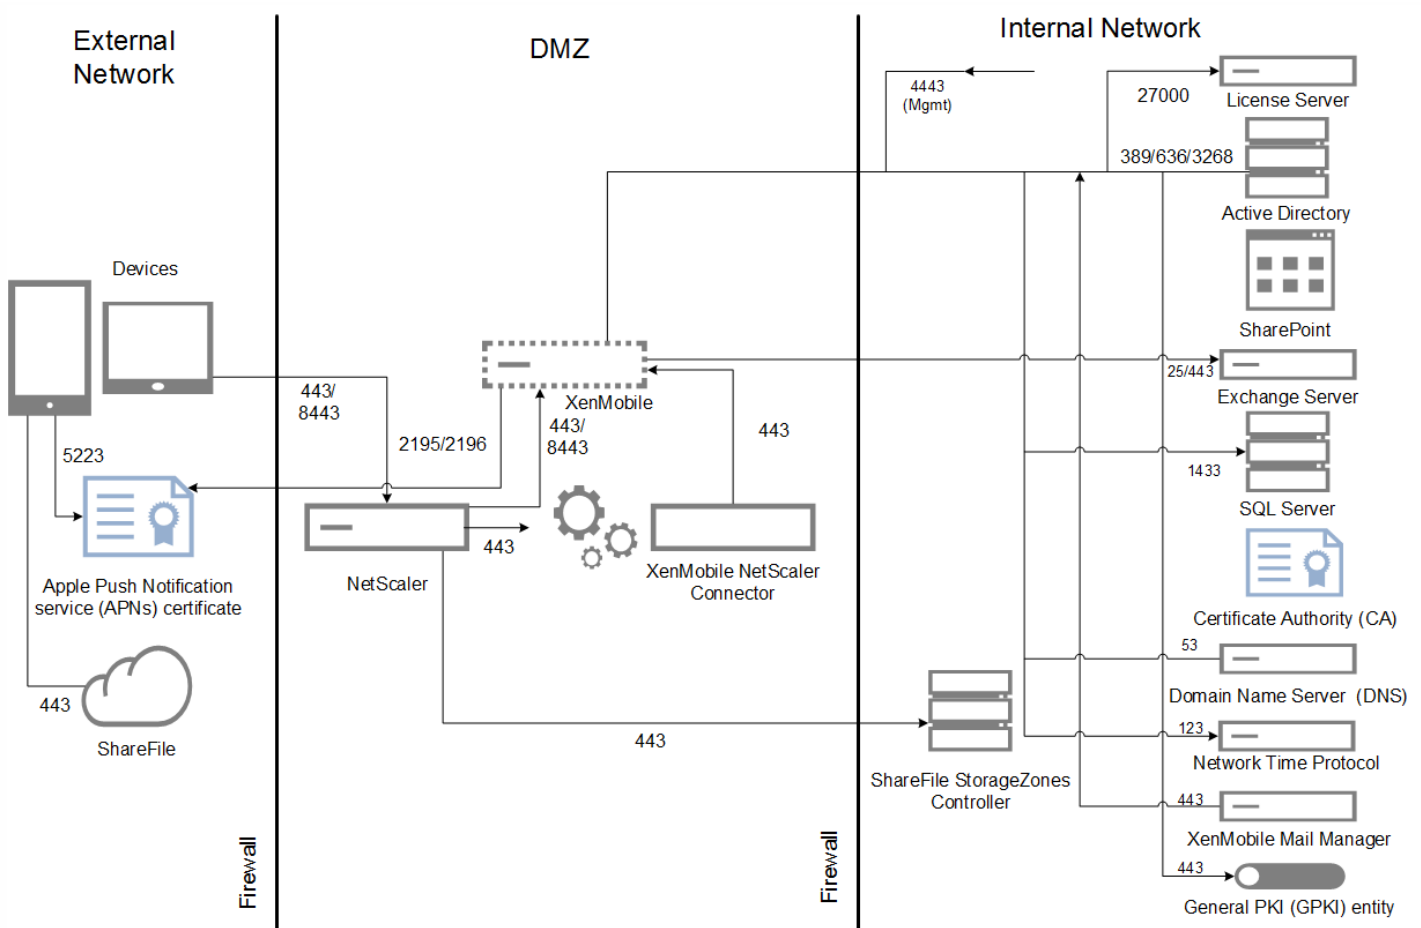 External
Network
DMZ
Internal Network
4443
(Mgmt)
27000
License Server
389/636/3268
Active Directory
SharePoint
Devices
443/
8443
5223
2195/2196
XenMobile
443/
8443
443
25/443
Exchange Server
1433
SQL Server
443
NetScaler
XenMobile NetScaler
Connector
Apple Push Notification
service (APNs) certificate
Certificate Authority (CA)
53
Domain Name Server (DNS)
443
ShareFile
443
123
Network Time Protocol
ShareFile StorageZones
Controller
443
XenMobile Mail Manager
443
General PKI (GPKI) entity
Firewall
Firewall